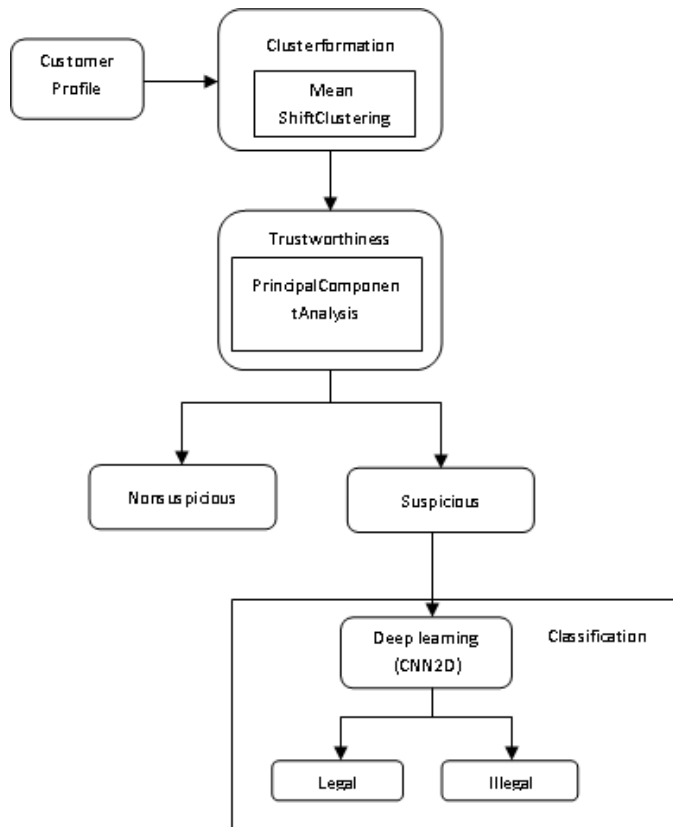 Customer
Profile
Clusterformation
Mean
ShiftClustering
Trustworthiness
PrincipalComponen
tAnalysis
Nonsuspicious
Suspicious
Deep learning
(CNN2D)
Classification
Legal
Illegal